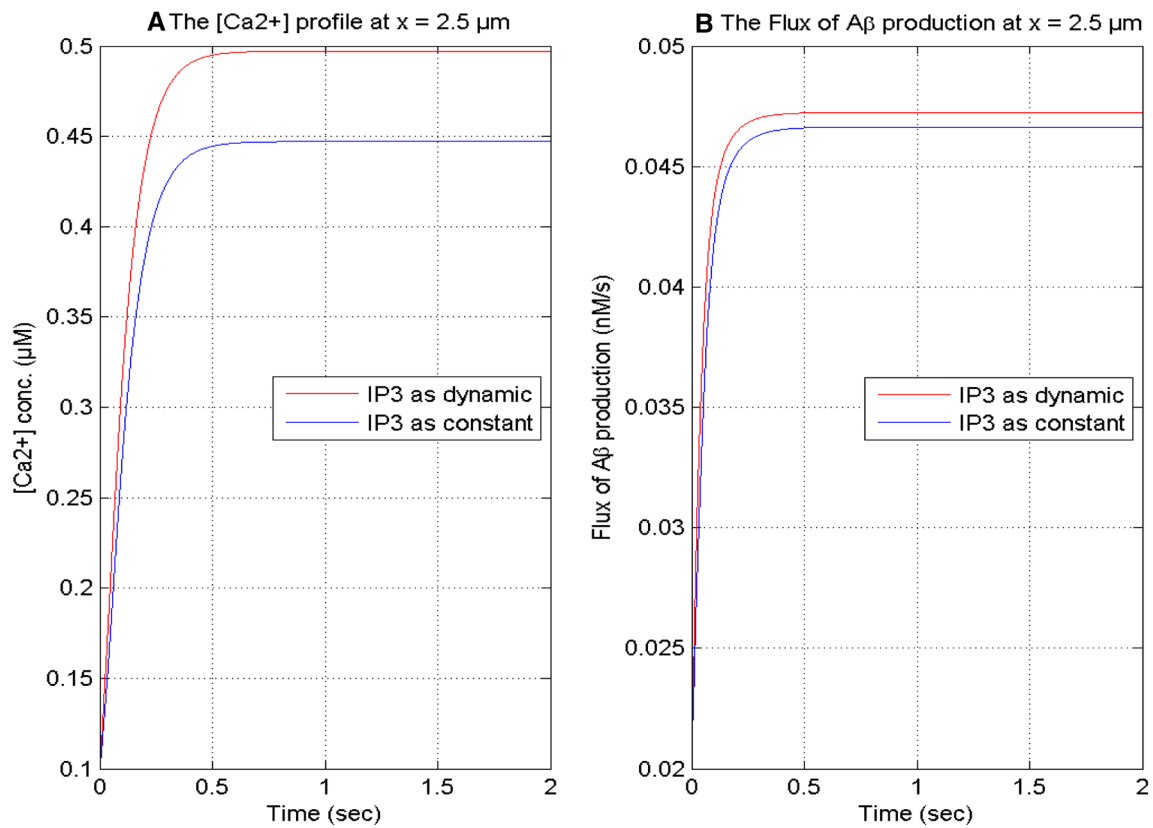 A The [Ca2+] profile at x = 2.5 µm
[Ca2+] conc. (µM)
0.5
0.45
0.4
0.35
0.3
0.25
0.2
0.15
0.1
IP3 as dynamic
IP3 as constant
0 0.5 1 1.5 2
Time (sec)
B The Flux of Aβ production at x = 2.5 µm
Flux of Aβ production (nM/s)
0.05
0.045
0.04
0.035
0.03
0.025
0.02
IP3 as dynamic
IP3 as constant
0 0.5 1 1.5 2
Time (sec)